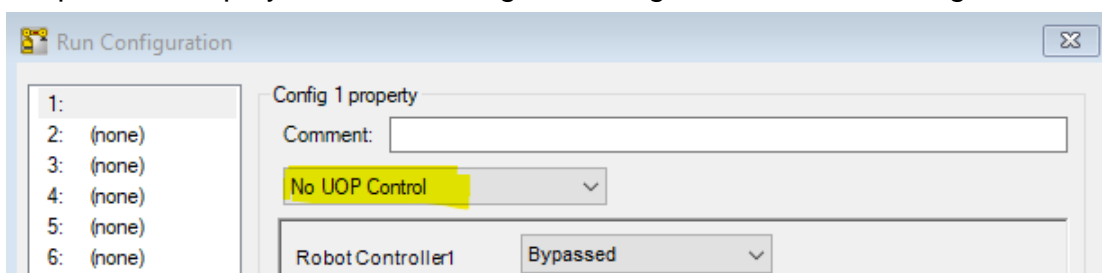 Run Configuration
1:
2: (none)
3: (none)
4: (none)
5: (none)
6: (none)
Config 1 property
Comment:
No UOP Control
Robot Controller1 Bypassed